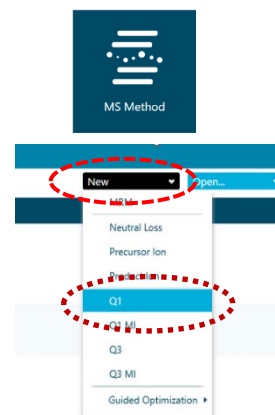 MS Method
New
Open...
MRM
Neutral Loss
Precursor Ion
Product Ion
Q1
Q1 MI
Q3
Q3 MI
Guided Optimization